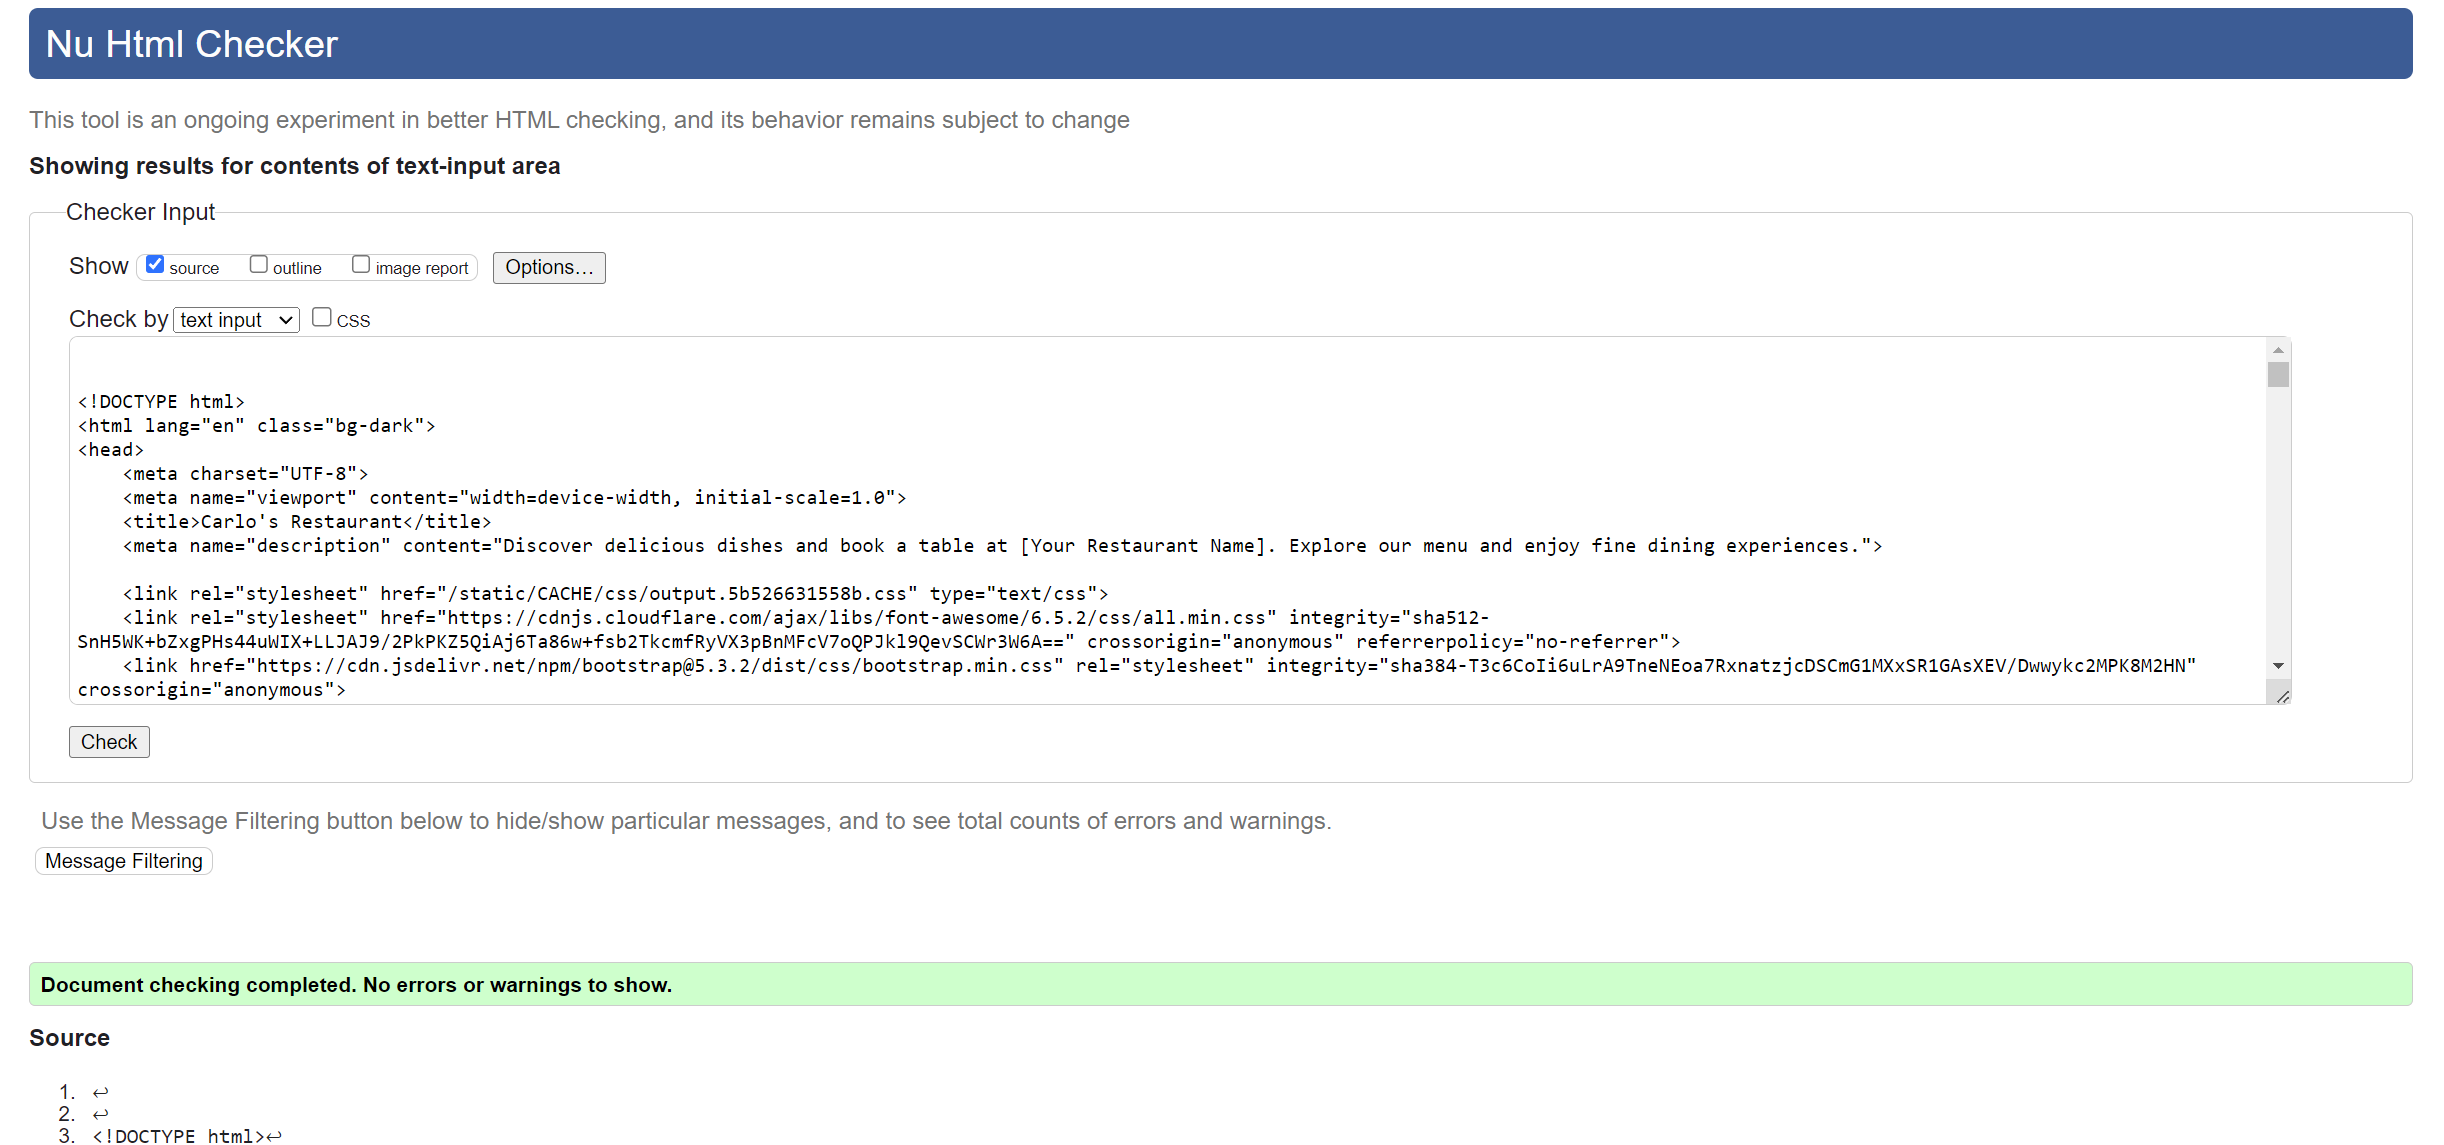 Nu Html Checker
This tool is an ongoing experiment in better HTML checking, and its behavior remains subject to change
Showing results for contents of text-input area
Checker Input
Show source outline image report Options...
Check by text input CSS
<!DOCTYPE html>
<html lang="en" class="bg-dark">
<head>
    <meta charset="UTF-8">
    <meta name="viewport" content="width=device-width, initial-scale=1.0">
    <title>Carlo's Restaurant</title>
    <meta name="description" content="Discover delicious dishes and book a table at [Your Restaurant Name]. Explore our menu and enjoy fine dining experiences.">
    <link rel="stylesheet" href="/static/CACHE/css/output.5b526631558b.css" type="text/css">
    <link rel="stylesheet" href="https://cdnjs.cloudflare.com/ajax/libs/font-awesome/6.5.2/css/all.min.css" integrity="sha512-
SnH5WK+bZxgPHs44uWIX+LLJAJ9/2PkPKZ5QiAj6Ta86w+fsb2TkcmfRyVX3pBnMFcV7oQPJkl9QevSCWr3W6A==" crossorigin="anonymous" referrerpolicy="no-referrer">
    <link href="https://cdn.jsdelivr.net/npm/bootstrap@5.3.2/dist/css/bootstrap.min.css" rel="stylesheet" integrity="sha384-T3c6CoIi6uLrA9TneNEoa7RxnatzjcDSCmG1MXxSR1GAsXEV/Dwwykc2MPK8M2HN"
crossorigin="anonymous">
Check
Use the Message Filtering button below to hide/show particular messages, and to see total counts of errors and warnings.
Message Filtering
Document checking completed. No errors or warnings to show.
Source
1. ↩
2. ↩
3. <!DOCTYPE html>↩